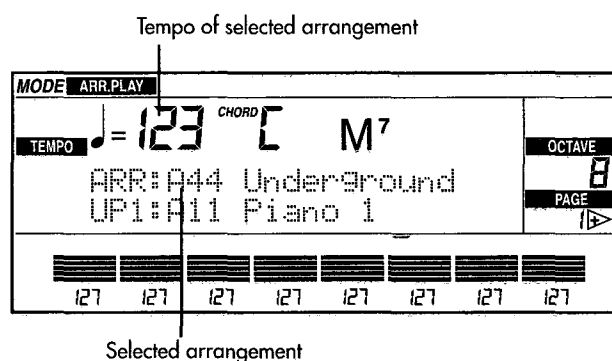 Tempo of selected arrangement
MODE ARR.PLAY
TEMPO ♩=123 CHORD C M7
OCTAVE
8
ARR:A44 Underground
UP1:A11 Piano 1
PAGE
1+
127 127 127 127 127 127 127 127
Selected arrangement